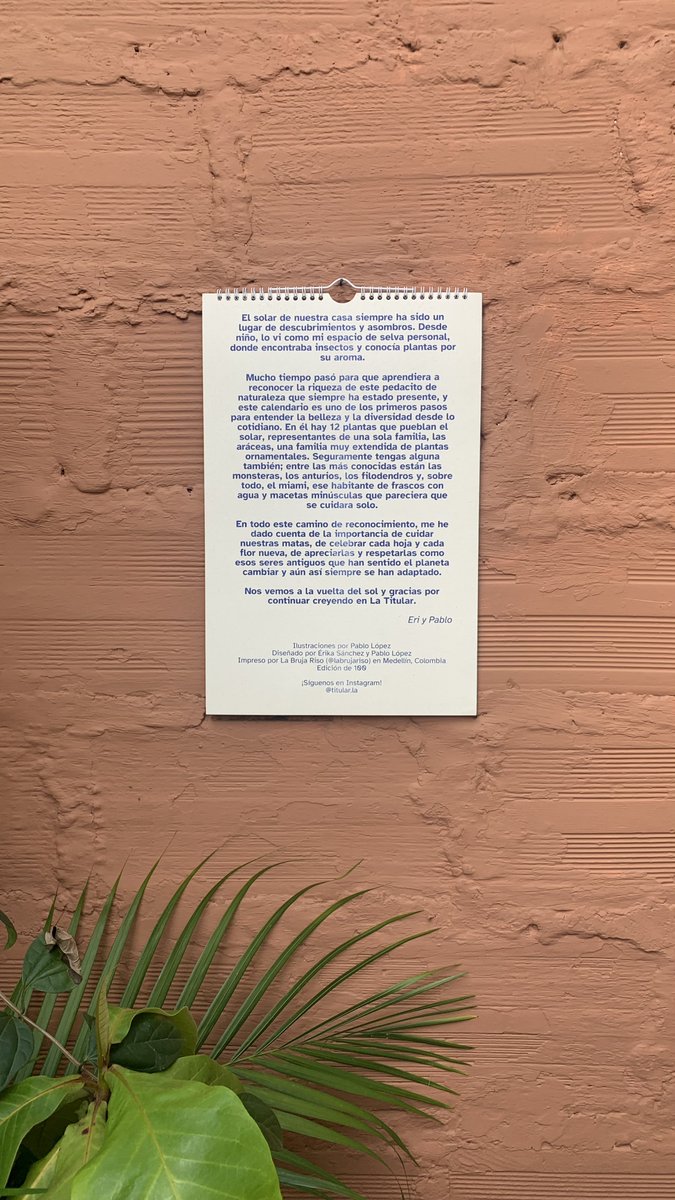 El solar de nuestra casa siempre ha sido un
lugar de descubrimientos y asombros. Desde
niño, lo vi como mi espacio de selva personal,
donde encontraba insectos y conocía plantas por
su aroma.
Mucho tiempo pasó para que aprendiera a
reconocer la riqueza de este pedacito de
naturaleza que siempre ha estado presente, y
este calendario es uno de los primeros pasos
para entender la belleza y la diversidad desde lo
cotidiano. En él hay 12 plantas que pueblan el
solar, representantes de una sola familia, las
aráceas, una familia muy extendida de plantas
ornamentales. Seguramente tengas alguna
también; entre las más conocidas están las
monsteras, los anturios, los filodendros y, sobre
todo, el miami, ese habitante de frascos con
agua y macetas minúsculas que pareciera que
se cuidara solo.
En todo este camino de reconocimiento, me he
dado cuenta de la importancia de cuidar
nuestras matas, de celebrar cada hoja y cada
flor nueva, de apreciarlas y respetarlas como
esos seres antiguos que han sentido el planeta
cambiar y aún así siempre se han adaptado.
Nos vemos a la vuelta del sol y gracias por
continuar creyendo en La Titular.
Eri y Pablo
Ilustraciones por Pablo López
Diseñado por Erika Sánchez y Pablo López
Impreso por La Bruja Riso (@labrujariso) en Medellín, Colombia
Edición de 100
¡Síguenos en Instagram!
@titular.la